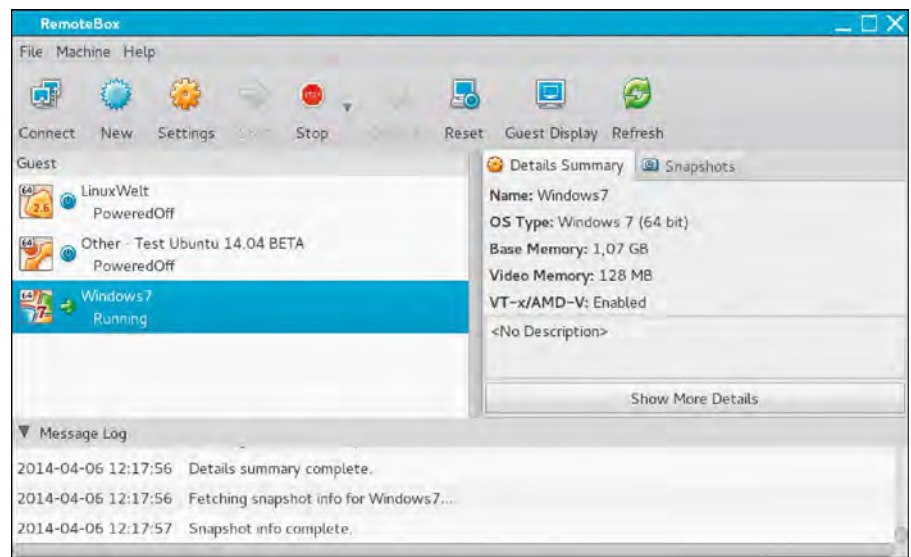 RemoteBox
File Machine Help
Connect New Settings Stop Reset Guest Display Refresh
Guest
LinuxWelt
PoweredOff
Other - Test Ubuntu 14.04 BETA
PoweredOff
Windows7
Running
Details Summary Snapshots
Name: Windows7
OS Type: Windows 7 (64 bit)
Base Memory: 1,07 GB
Video Memory: 128 MB
VT-x/AMD-V: Enabled
<No Description>
Show More Details
Message Log
2014-04-06 12:17:56 Details summary complete.
2014-04-06 12:17:56 Fetching snapshot info for Windows7...
2014-04-06 12:17:57 Snapshot info complete.